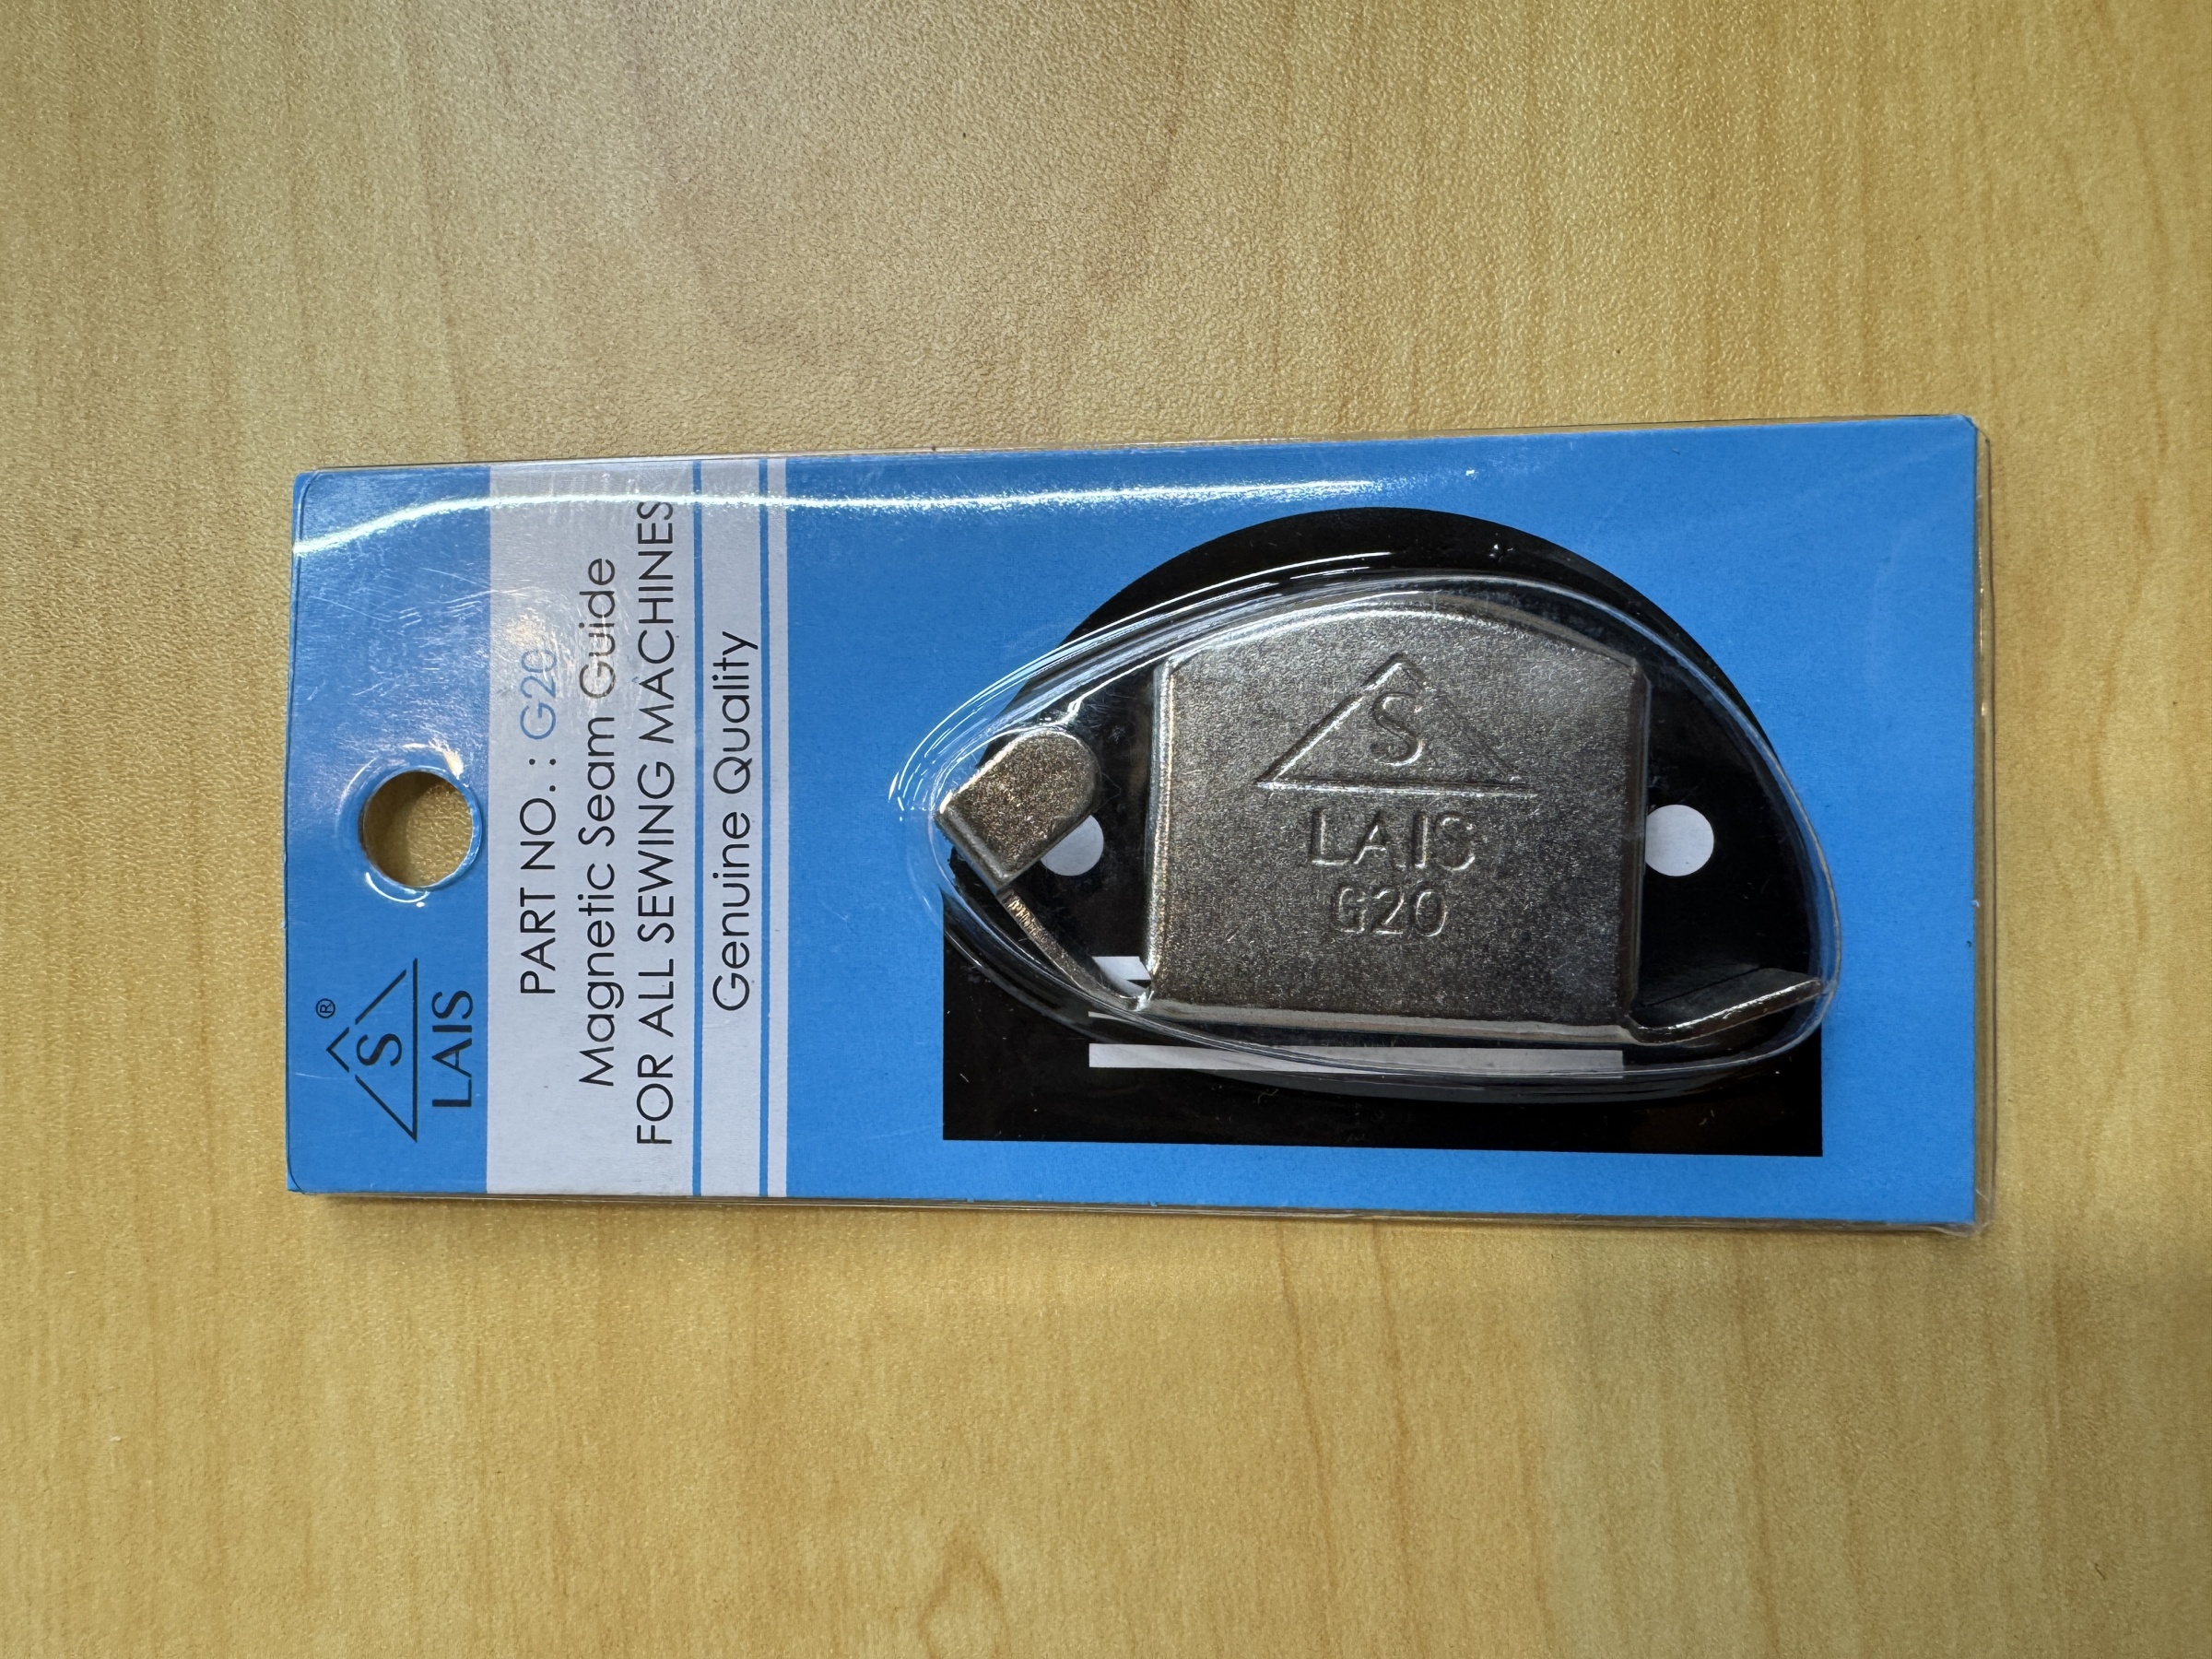 S®
LAIS
PART NO. : G20
Magnetic Seam Guide
FOR ALL SEWING MACHINES
Genuine Quality
S
LAIS
G20